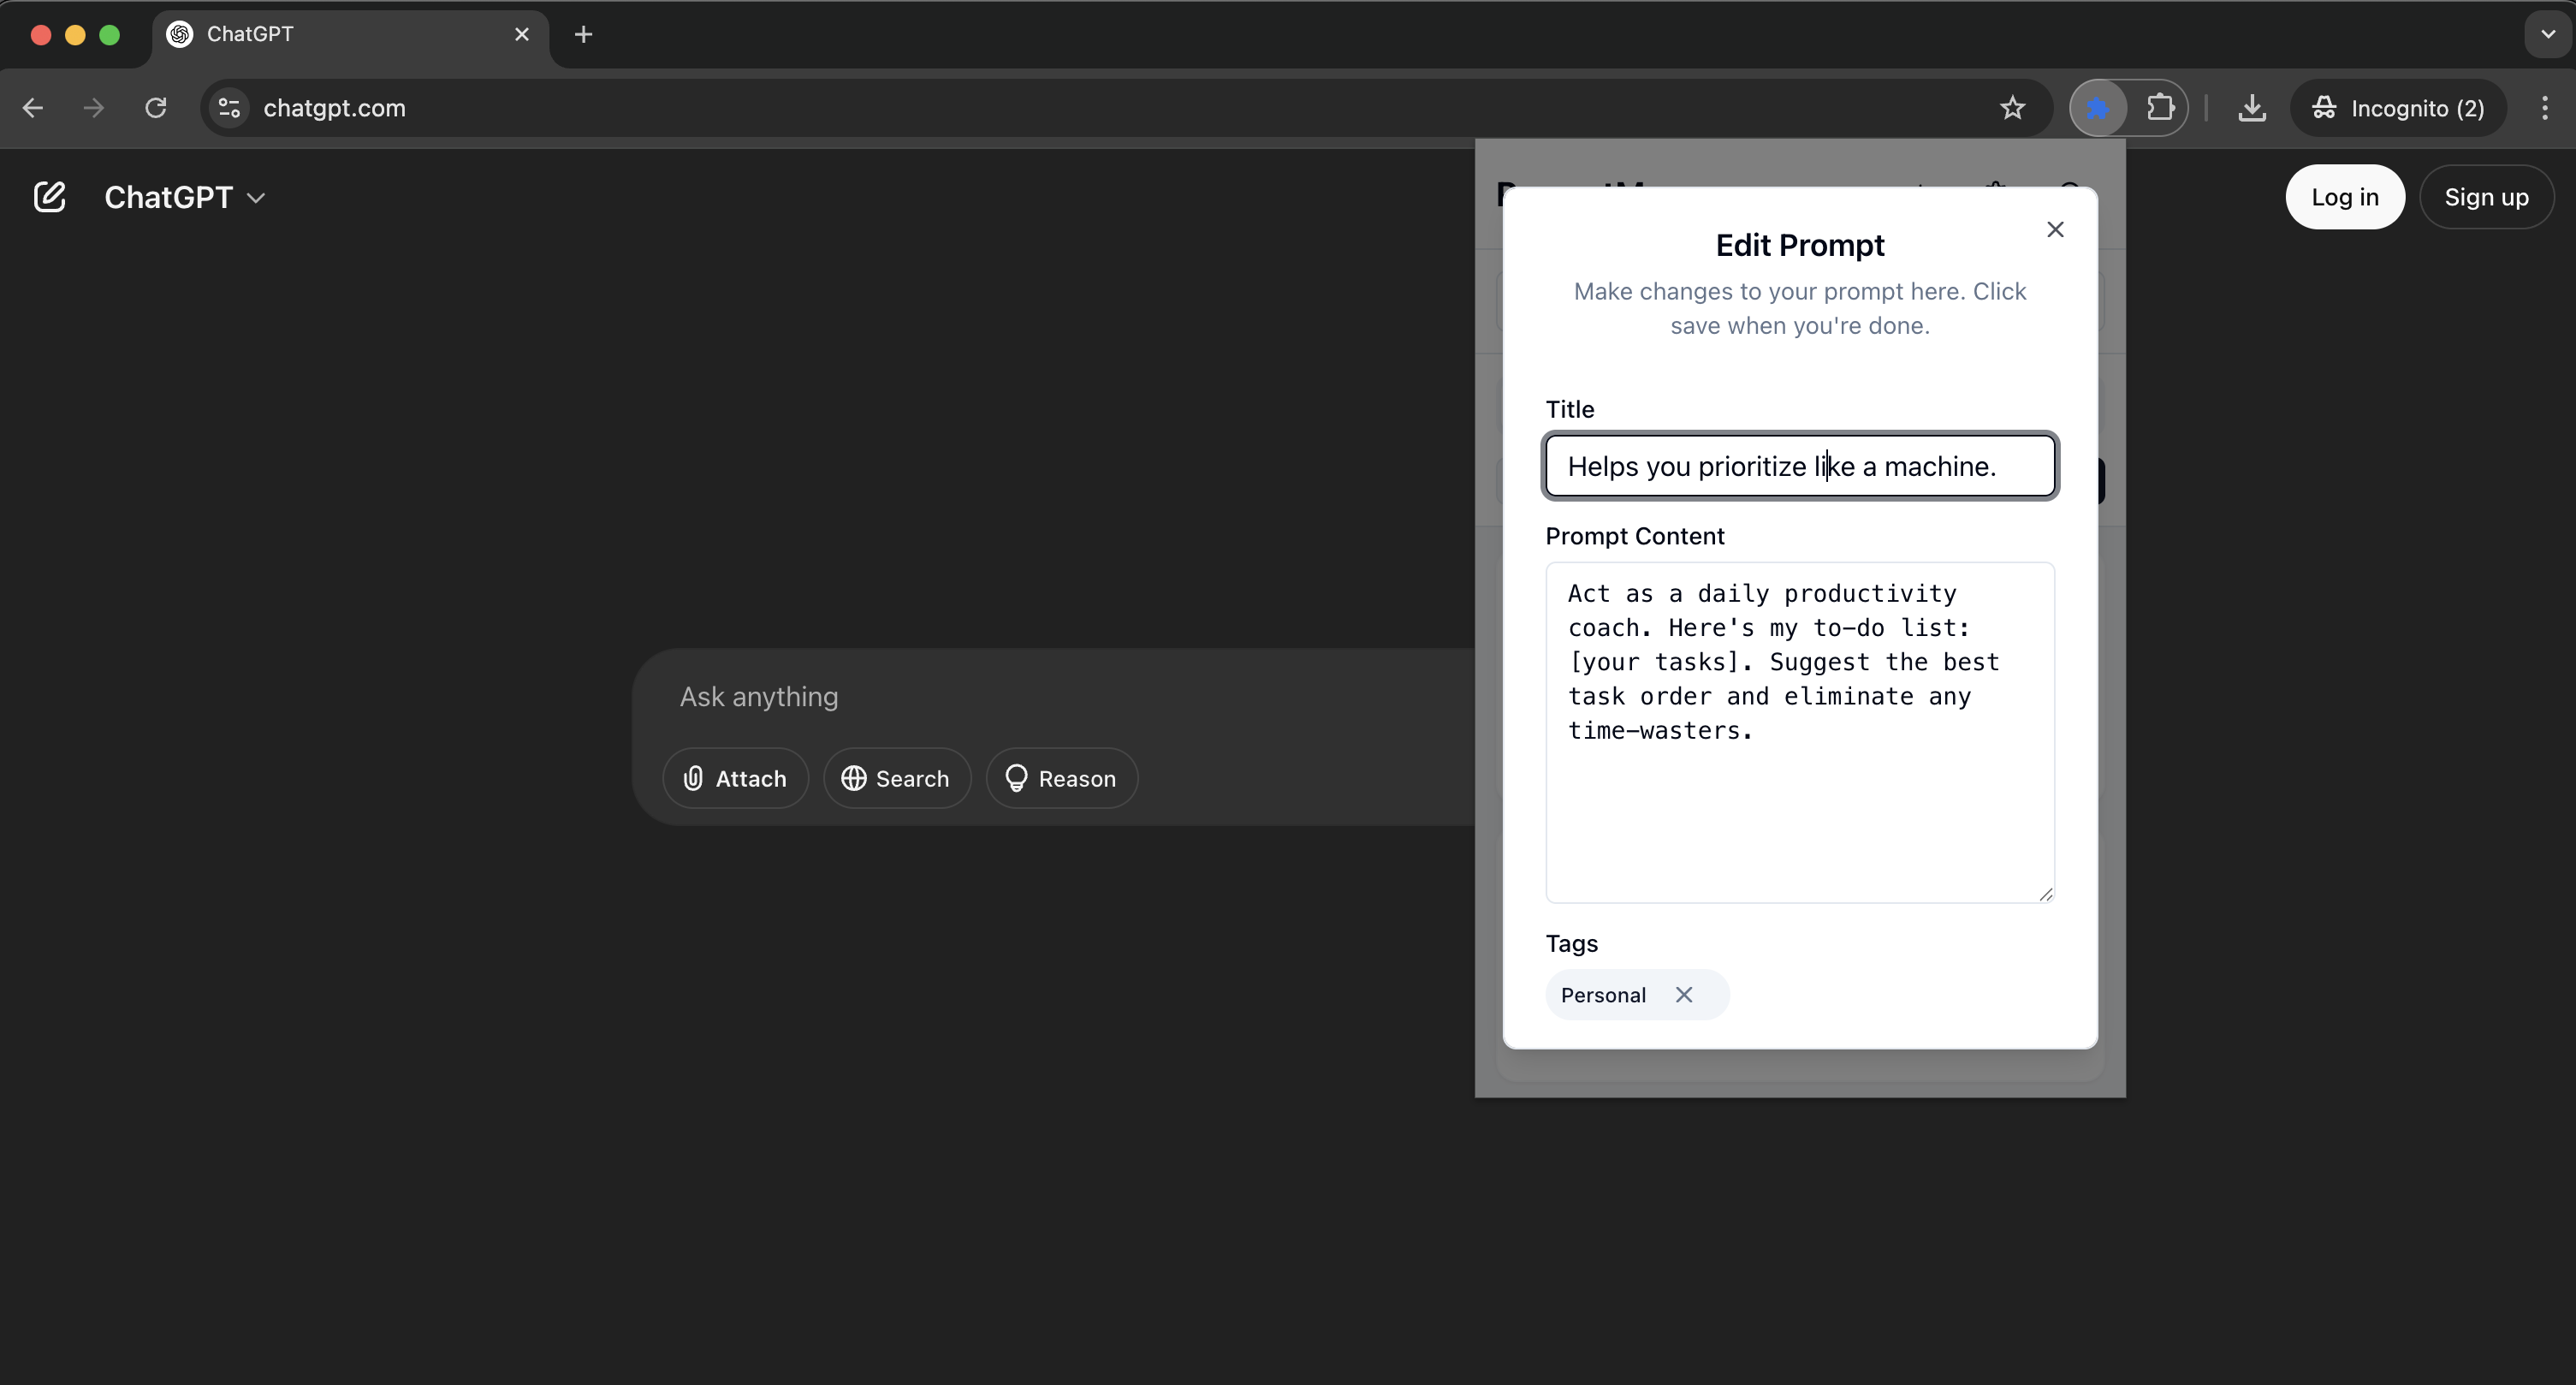 ChatGPT
chatgpt.com
Incognito (2)
ChatGPT
Log in
Sign up
Edit Prompt
Make changes to your prompt here. Click
save when you're done.
Title
Helps you prioritize like a machine.
Prompt Content
Act as a daily productivity
coach. Here's my to-do list:
[your tasks]. Suggest the best
task order and eliminate any
time-wasters.
Tags
Personal
Ask anything
Attach
Search
Reason